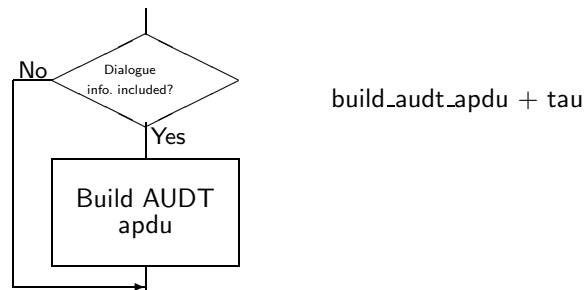 No
Dialogue
info. included?
Yes
Build AUDT
apdu
build_audt_apdu + tau